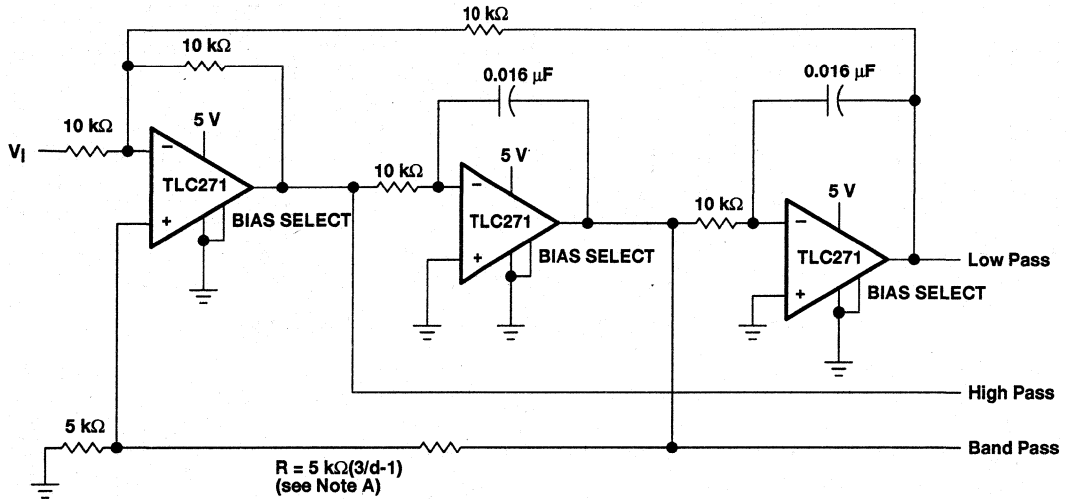 10 kΩ
10 kΩ
0.016 µF
0.016 µF
10 kΩ
5 V
VI
−
TLC271
+
BIAS SELECT
10 kΩ
5 V
−
TLC271
+
BIAS SELECT
10 kΩ
5 V
−
TLC271
+
BIAS SELECT
Low Pass
High Pass
5 kΩ
Band Pass
R = 5 kΩ(3/d-1)
(see Note A)